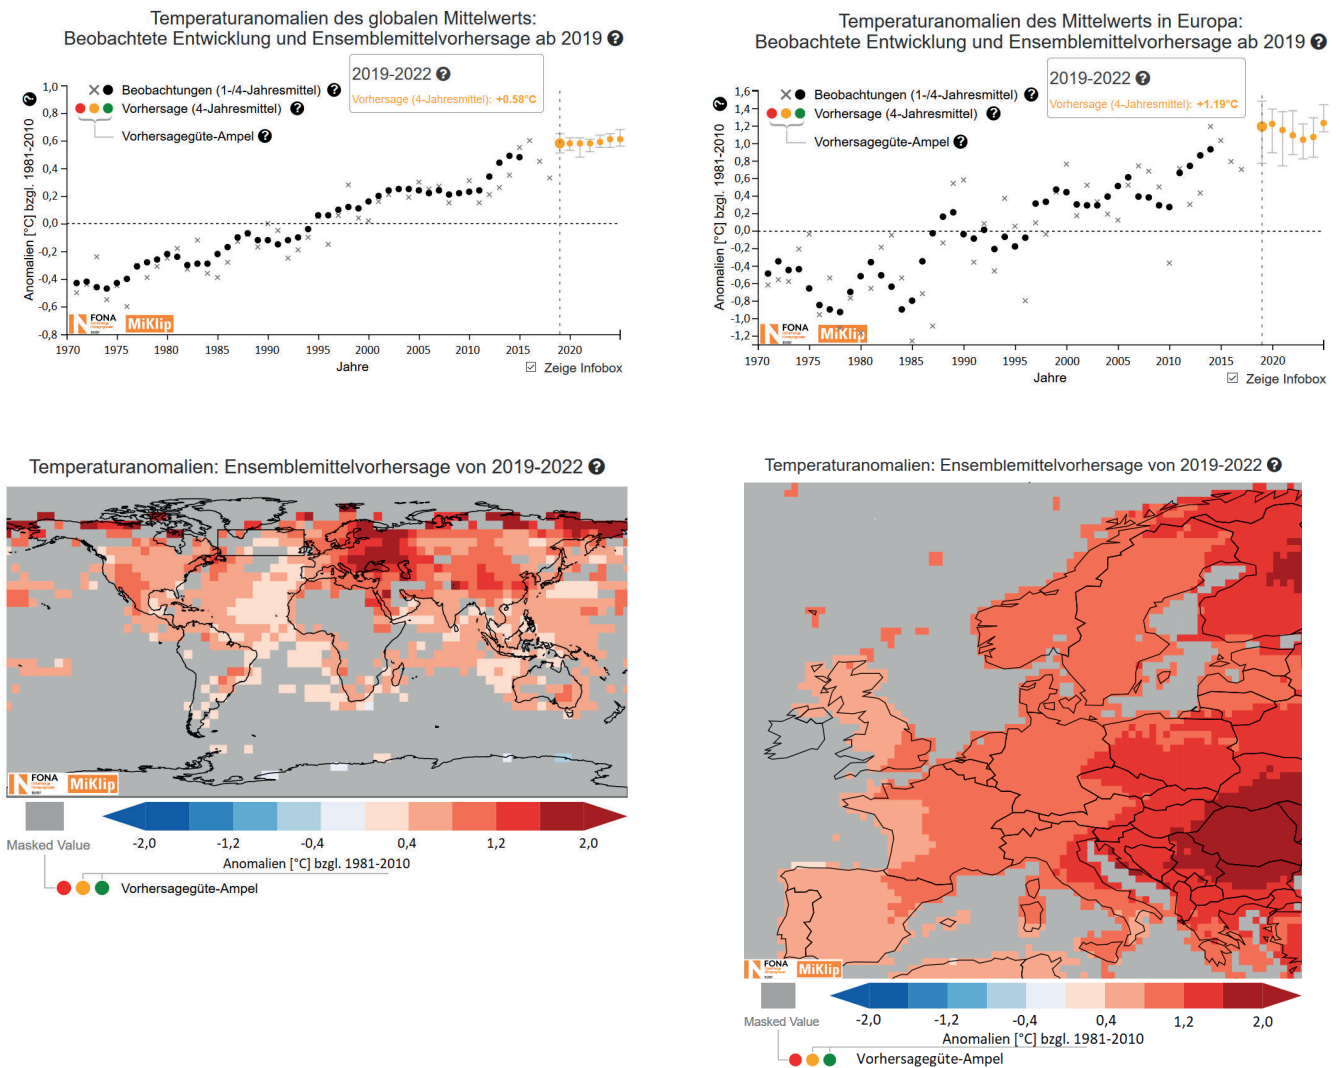 Temperaturanomalien des globalen Mittelwerts:
Beobachtete Entwicklung und Ensemblemittelvorhersage ab 2019 ?
2019-2022 ?
Vorhersage (4-Jahresmittel): +0.58°C
Beobachtungen (1-/4-Jahresmittel) ?
Vorhersage (4-Jahresmittel) ?
Vorhersagegüte-Ampel ?
?
Anomalien [°C] bzgl. 1981-2010
1,0
0,8
0,6
0,4
0,2
0,0
-0,2
-0,4
-0,6
-0,8
FONA
MiKlip
1970 1975 1980 1985 1990 1995 2000 2005 2010 2015 2020
Jahre
Zeige Infobox
Temperaturanomalien des Mittelwerts in Europa:
Beobachtete Entwicklung und Ensemblemittelvorhersage ab 2019 ?
2019-2022 ?
Vorhersage (4-Jahresmittel): +1.19°C
Beobachtungen (1-/4-Jahresmittel) ?
Vorhersage (4-Jahresmittel) ?
Vorhersagegüte-Ampel ?
?
Anomalien [°C] bzgl. 1981-2010
1,6
1,4
1,2
1,0
0,8
0,6
0,4
0,2
0,0
-0,2
-0,4
-0,6
-0,8
-1,0
-1,2
FONA
MiKlip
1970 1975 1980 1985 1990 1995 2000 2005 2010 2015 2020
Jahre
Zeige Infobox
Temperaturanomalien: Ensemblemittelvorhersage von 2019-2022 ?
FONA
MiKlip
Masked Value
-2,0 -1,2 -0,4 0,4 1,2 2,0
Anomalien [°C] bzgl. 1981-2010
Vorhersagegüte-Ampel
Temperaturanomalien: Ensemblemittelvorhersage von 2019-2022 ?
FONA
MiKlip
Masked Value
-2,0 -1,2 -0,4 0,4 1,2 2,0
Anomalien [°C] bzgl. 1981-2010
Vorhersagegüte-Ampel